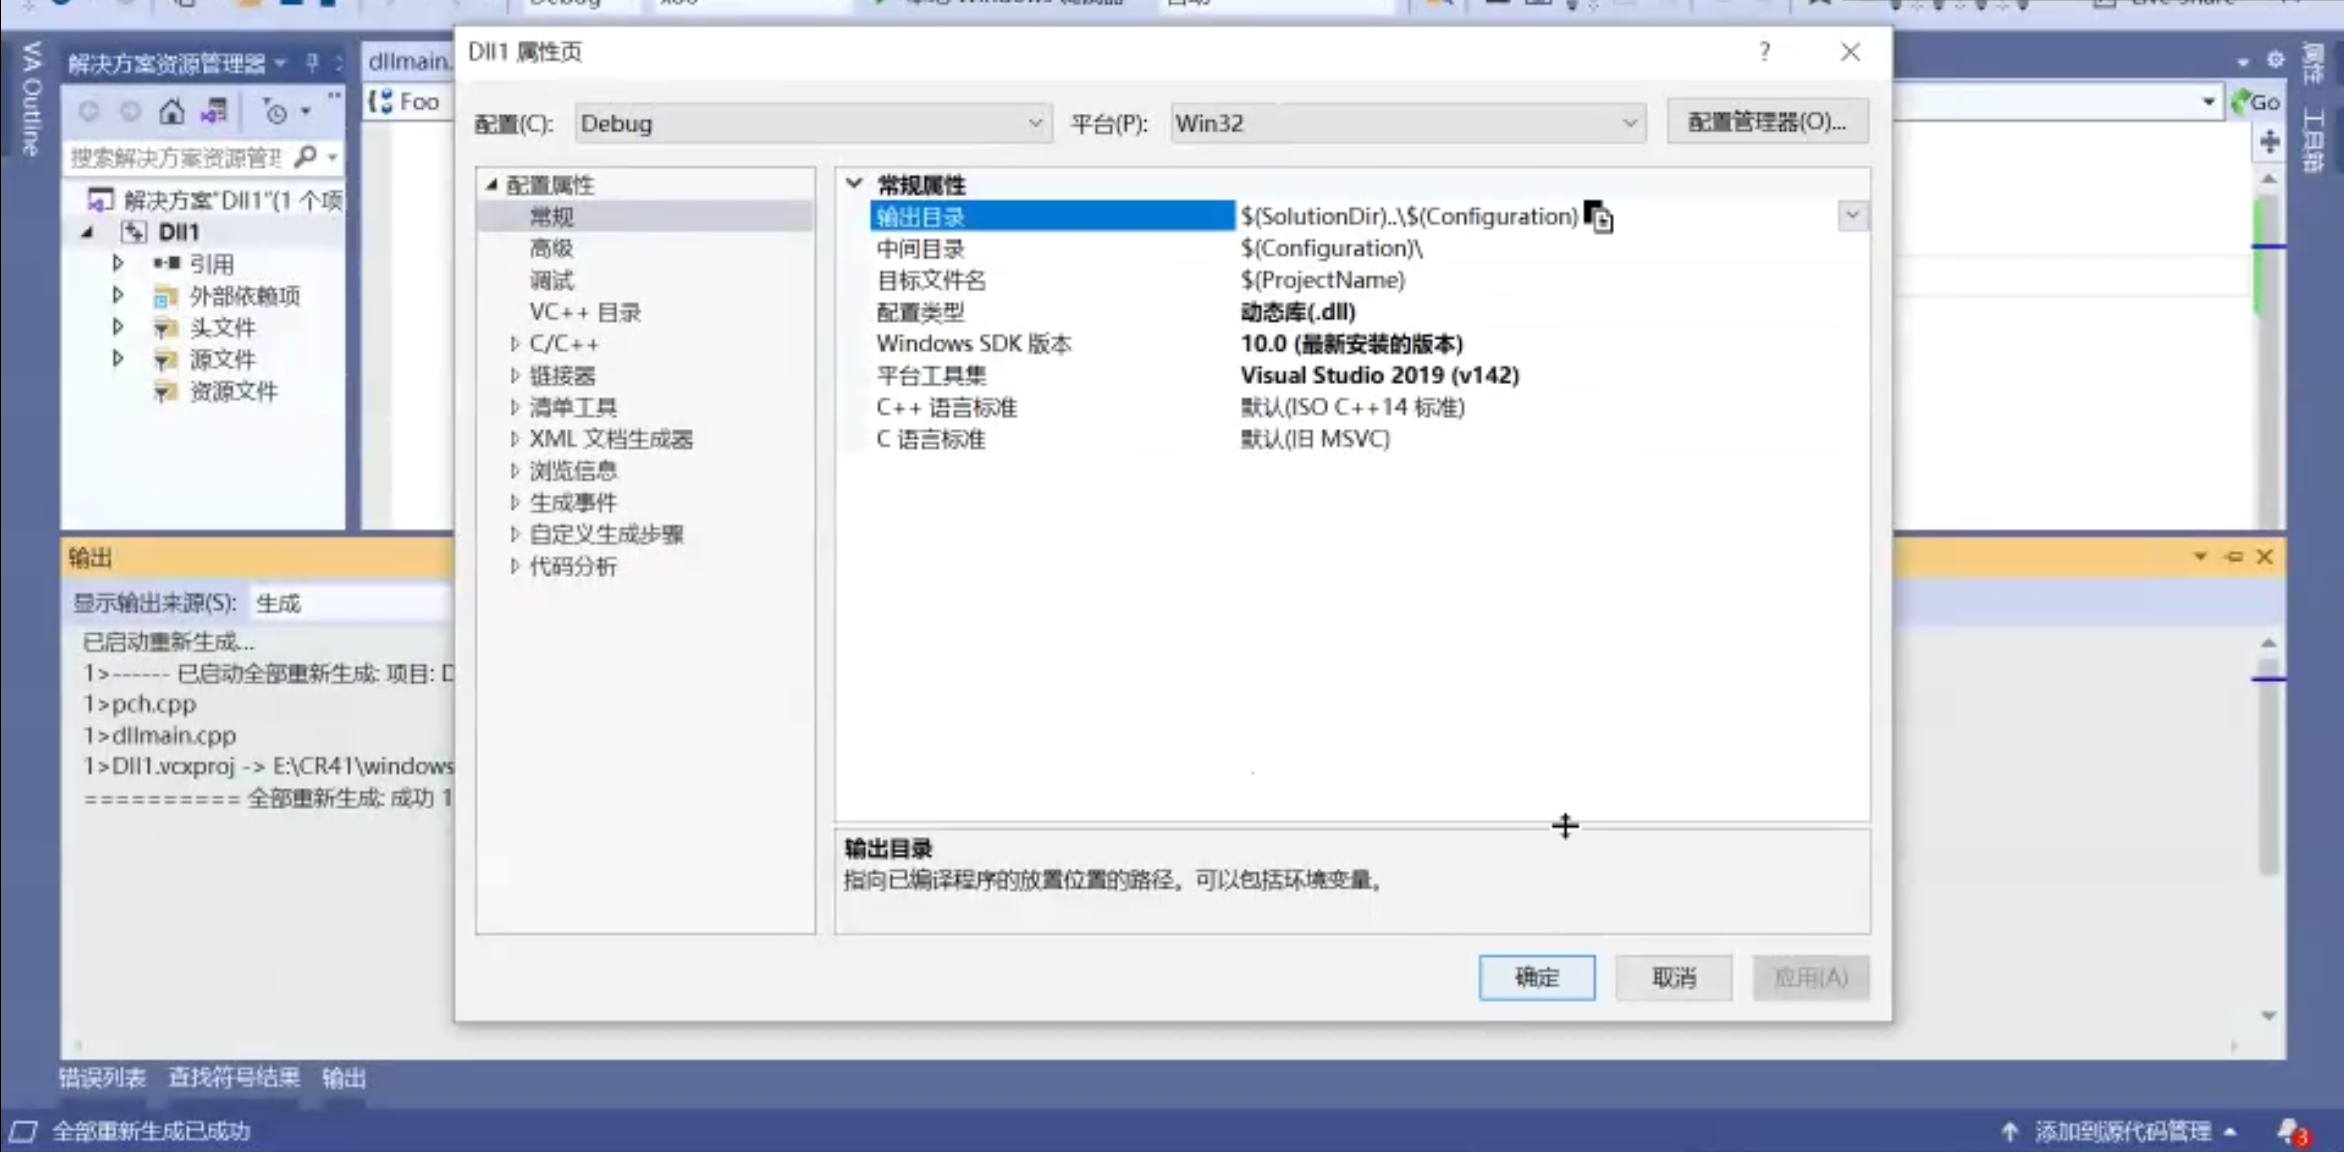 Debug
x86
自动
Live Share
VA Outline
解决方案资源管理器
搜索解决方案资源管理
解决方案"Dll1"(1 个项
Dll1
引用
外部依赖项
头文件
源文件
资源文件
dllmain.
Foo
Go
属性
工具箱
Dll1 属性页
?
配置(C):
Debug
平台(P):
Win32
配置管理器(O)...
配置属性
常规
高级
调试
VC++ 目录
C/C++
链接器
清单工具
XML 文档生成器
浏览信息
生成事件
自定义生成步骤
代码分析
常规属性
输出目录 $(SolutionDir)..\$(Configuration)
中间目录 $(Configuration)\
目标文件名 $(ProjectName)
配置类型 动态库(.dll)
Windows SDK 版本 10.0 (最新安装的版本)
平台工具集 Visual Studio 2019 (v142)
C++ 语言标准 默认(ISO C++14 标准)
C 语言标准 默认(旧 MSVC)
输出目录
指向已编译程序的放置位置的路径。可以包括环境变量。
确定
取消
应用(A)
输出
显示输出来源(S): 生成
已启动重新生成...
1>------ 已启动全部重新生成: 项目: D
1>pch.cpp
1>dllmain.cpp
1>Dll1.vcxproj -> E:\CR41\windows
========== 全部重新生成: 成功 1
错误列表 查找符号结果 输出
全部重新生成已成功
添加到源代码管理
3